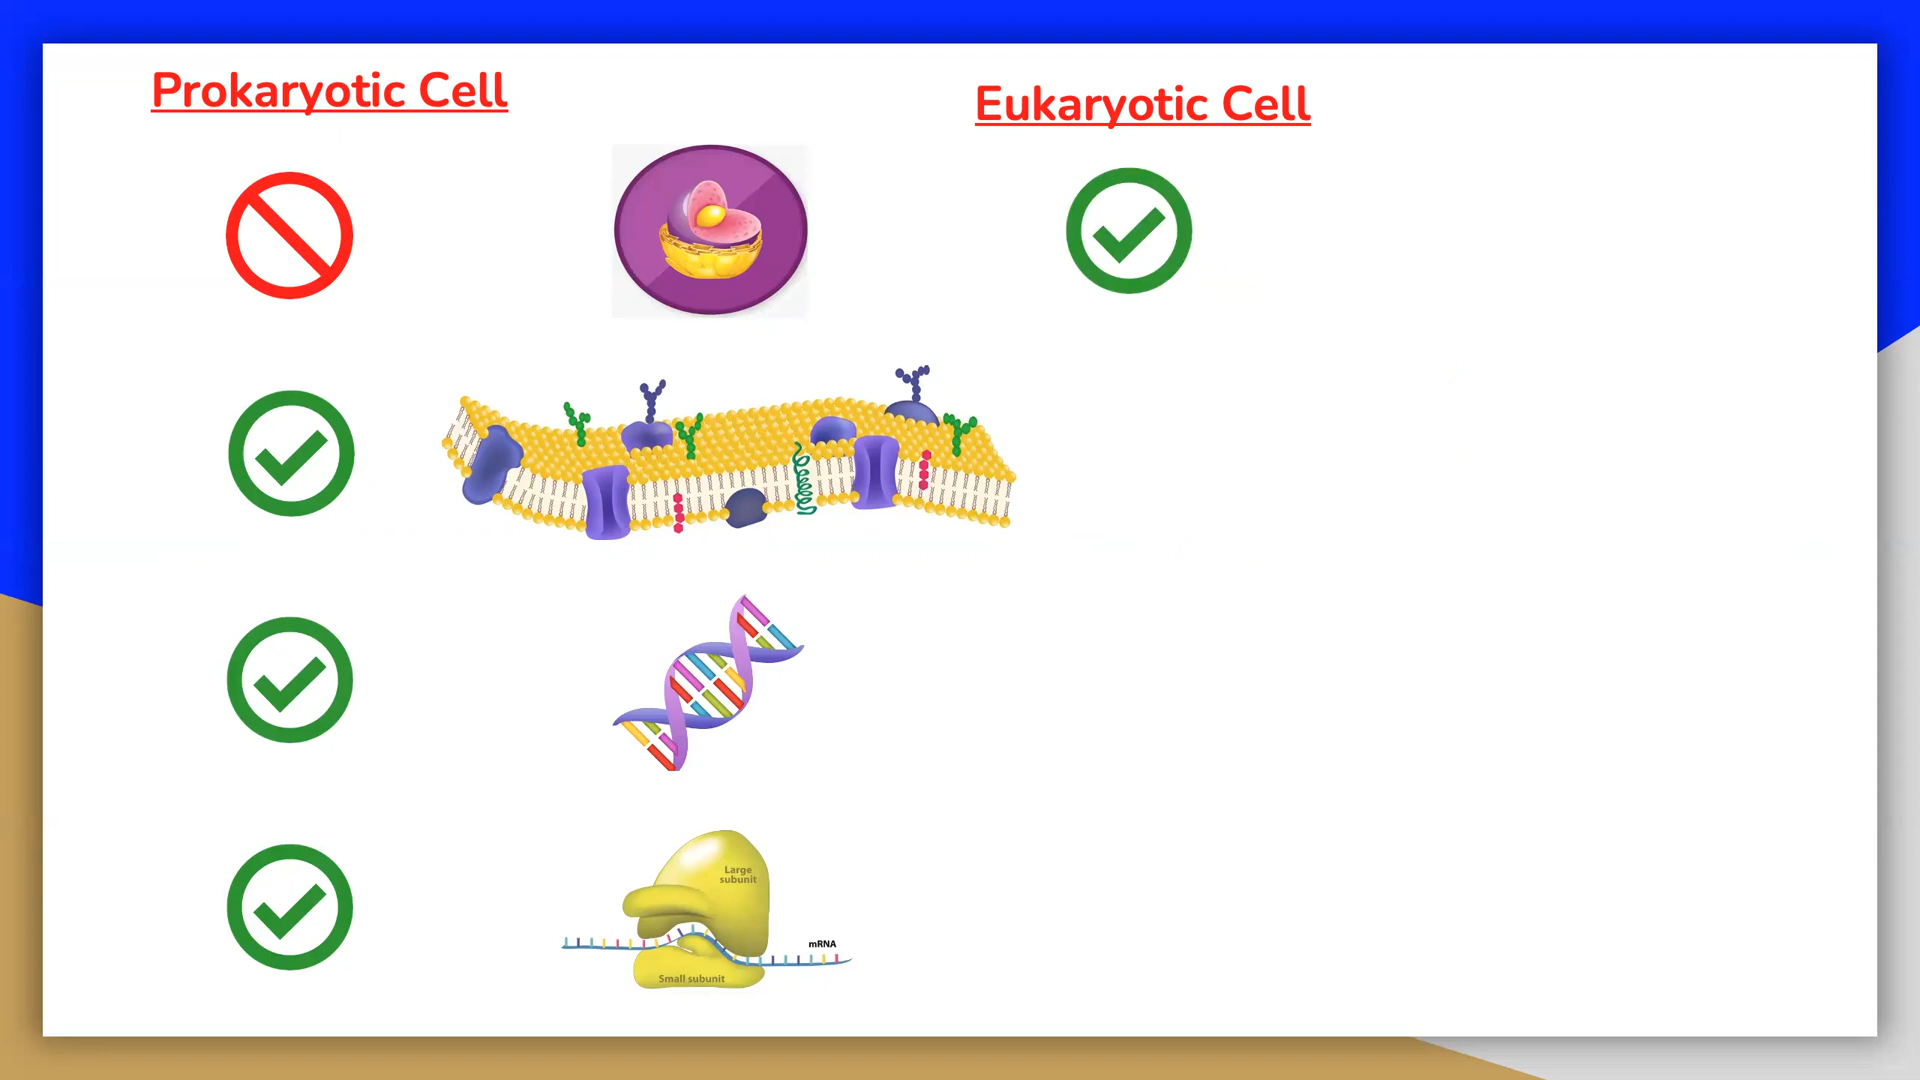 Prokaryotic Cell
Eukaryotic Cell
Large
subunit
mRNA
Small subunit